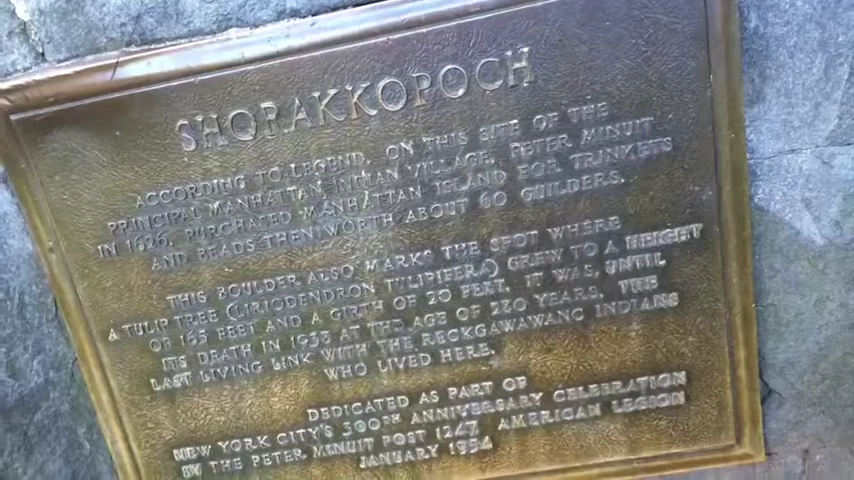 SHORAKKOPOCH
ACCORDING TO LEGEND, ON THIS SITE OF THE
PRINCIPAL MANHATTAN INDIAN VILLAGE, PETER MINUIT
IN 1626, PURCHASED MANHATTAN ISLAND FOR TRINKETS
AND BEADS THEN WORTH ABOUT 60 GUILDERS.
THIS BOULDER ALSO MARKS THE SPOT WHERE
A TULIP TREE (LIRIODENDRON TULIPIFERA) GREW TO A HEIGHT
OF 165 FEET AND A GIRTH OF 20 FEET. IT WAS, UNTIL
ITS DEATH IN 1938 AT THE AGE OF 280 YEARS, THE
LAST LIVING LINK WITH THE RECKGAWAWANC INDIANS
WHO LIVED HERE.
DEDICATED AS PART OF
NEW YORK CITY'S 300TH ANNIVERSARY CELEBRATION
BY THE PETER MINUIT POST 1247, AMERICAN LEGION
JANUARY 1954